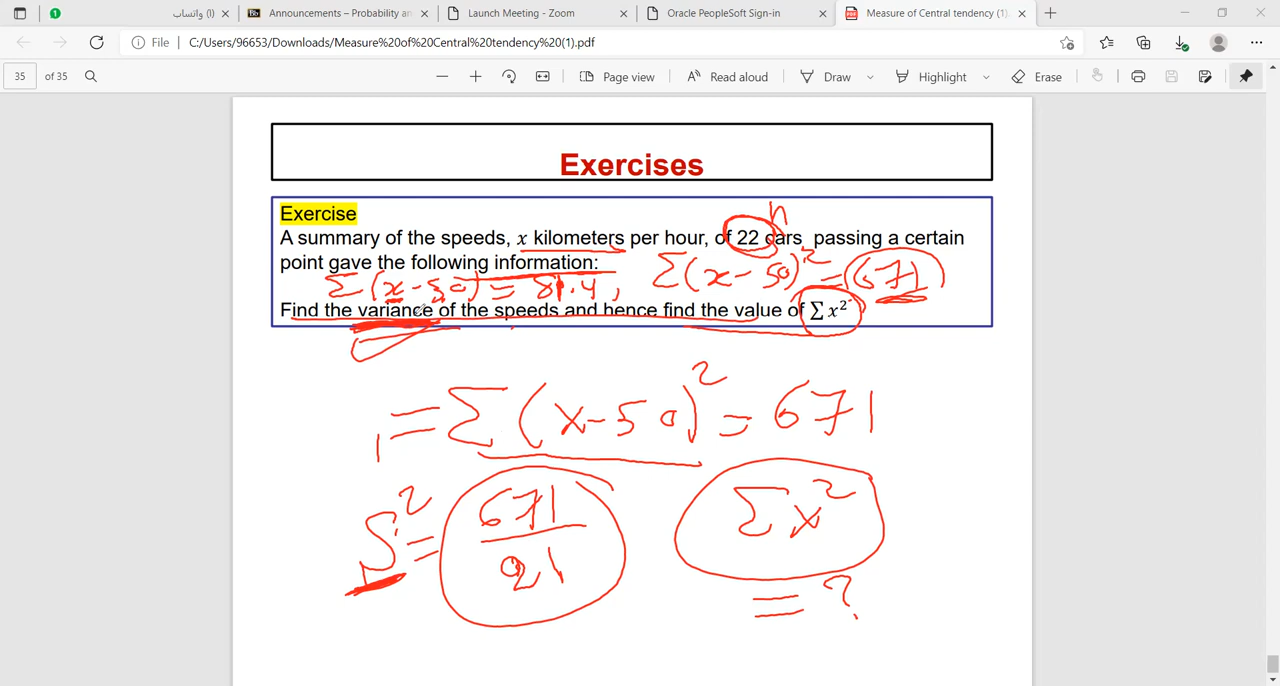 (1) واتساب
Announcements – Probability an
Launch Meeting - Zoom
Oracle PeopleSoft Sign-in
Measure of Central tendency (1).
File
C:/Users/96653/Downloads/Measure%20of%20Central%20tendency%20(1).pdf
35 of 35
Page view
Read aloud
Draw
Highlight
Erase
Exercises
Exercise
n
A summary of the speeds, x kilometers per hour, of 22 cars passing a certain
point gave the following information:
Σ(x-50) = 81.4, Σ(x-50)² = 671
Find the variance of the speeds and hence find the value of Σx²
= Σ(x-50)² = 671
S² = 671/21
Σx²
= ?